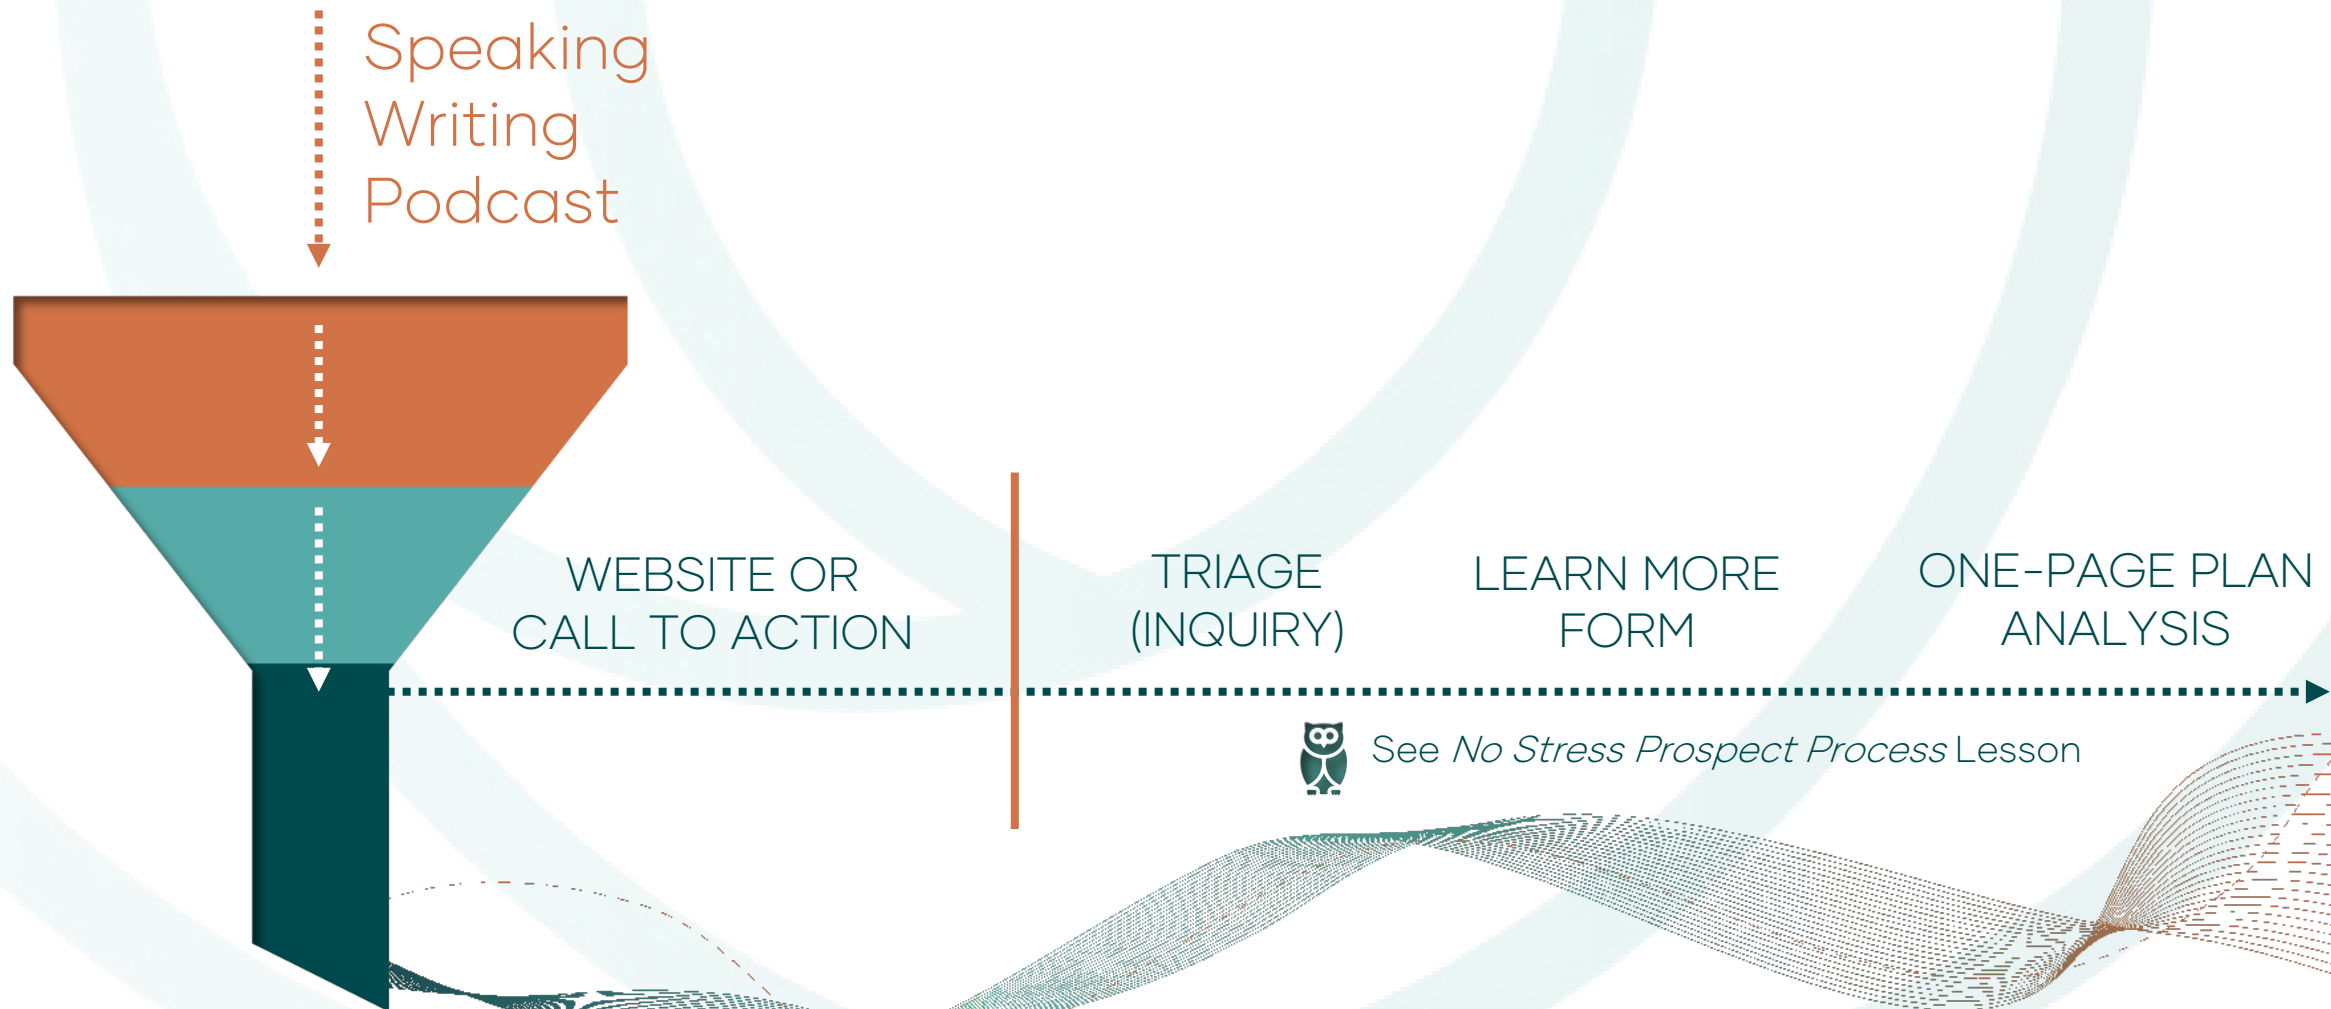 Speaking
Writing
Podcast
WEBSITE OR
CALL TO ACTION
TRIAGE
(INQUIRY)
LEARN MORE
FORM
ONE-PAGE PLAN
ANALYSIS
See No Stress Prospect Process Lesson